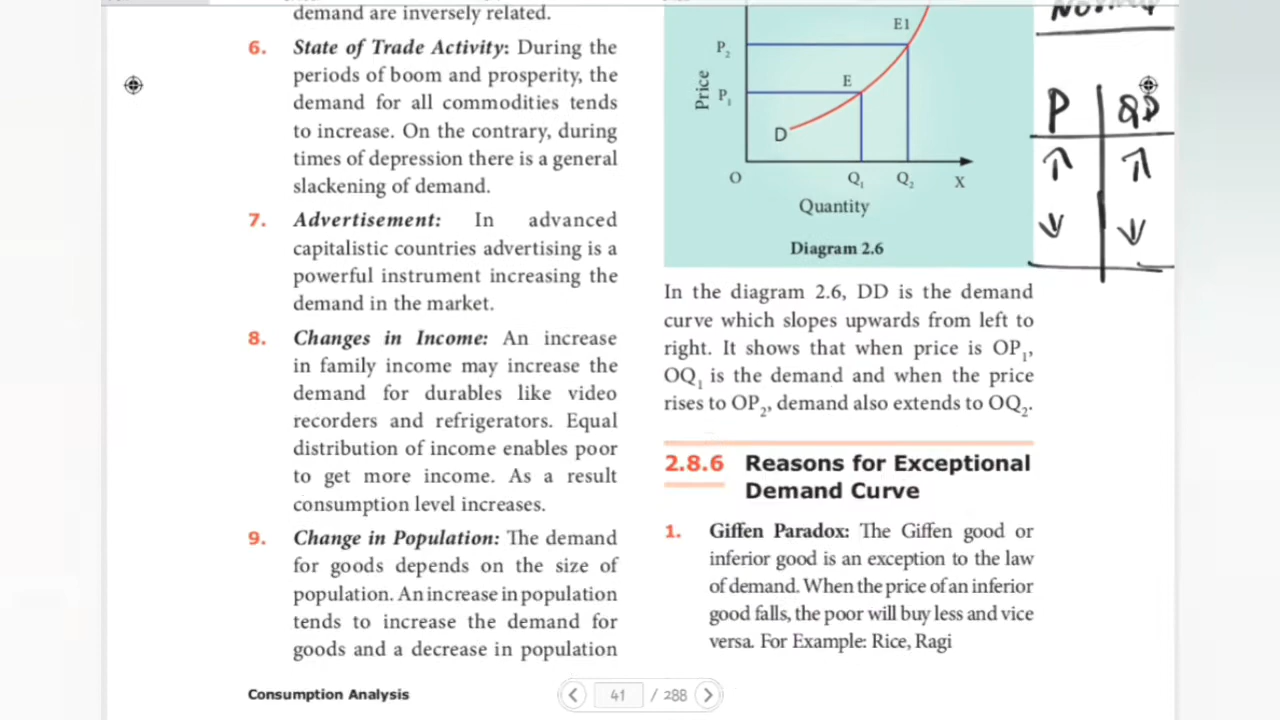 demand are inversely related.
6. State of Trade Activity: During the
periods of boom and prosperity, the
demand for all commodities tends
to increase. On the contrary, during
times of depression there is a general
slackening of demand.
7. Advertisement: In advanced
capitalistic countries advertising is a
powerful instrument increasing the
demand in the market.
8. Changes in Income: An increase
in family income may increase the
demand for durables like video
recorders and refrigerators. Equal
distribution of income enables poor
to get more income. As a result
consumption level increases.
9. Change in Population: The demand
for goods depends on the size of
population. An increase in population
tends to increase the demand for
goods and a decrease in population
E1
P2
E
Price
P1
D
O
Q1
Q2
X
Quantity
Diagram 2.6
In the diagram 2.6, DD is the demand
curve which slopes upwards from left to
right. It shows that when price is OP1,
OQ1 is the demand and when the price
rises to OP2, demand also extends to OQ2.
2.8.6 Reasons for Exceptional
Demand Curve
1. Giffen Paradox: The Giffen good or
inferior good is an exception to the law
of demand. When the price of an inferior
good falls, the poor will buy less and vice
versa. For Example: Rice, Ragi
P QD
↑ ↑
↓ ↓
Consumption Analysis
41 / 288